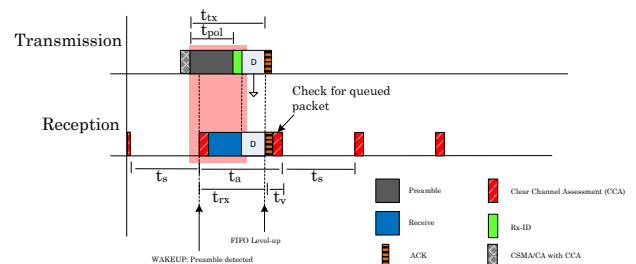 t_tx
Transmission
t_pol
D
Check for queued
packet
Reception
D
t_s
t_a
t_s
t_rx
t_v
Preamble
Clear Channel Assessment (CCA)
Receive
Rx-ID
FIFO Level-up
ACK
CSMA/CA with CCA
WAKEUP: Preamble detected